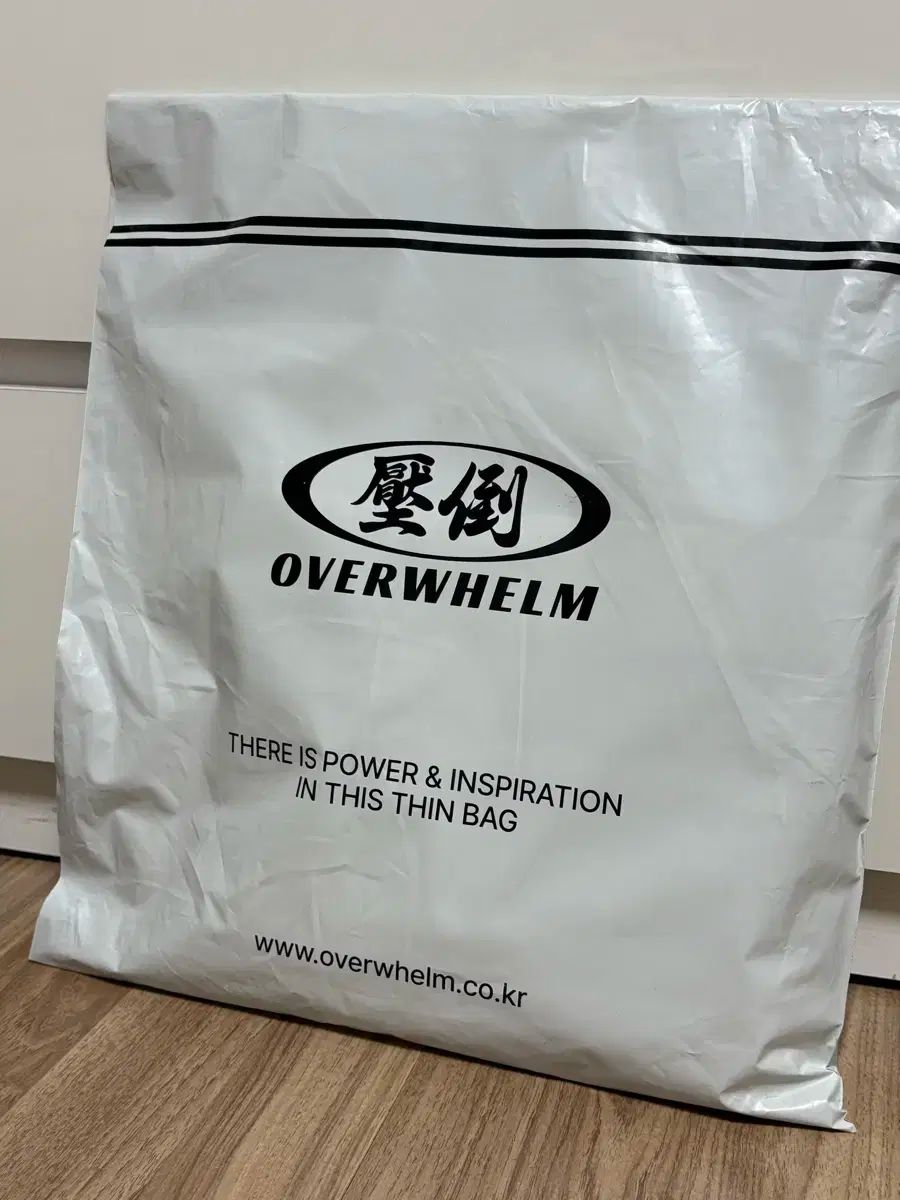 壓倒
OVERWHELM
THERE IS POWER & INSPIRATION
IN THIS THIN BAG
www.overwhelm.co.kr